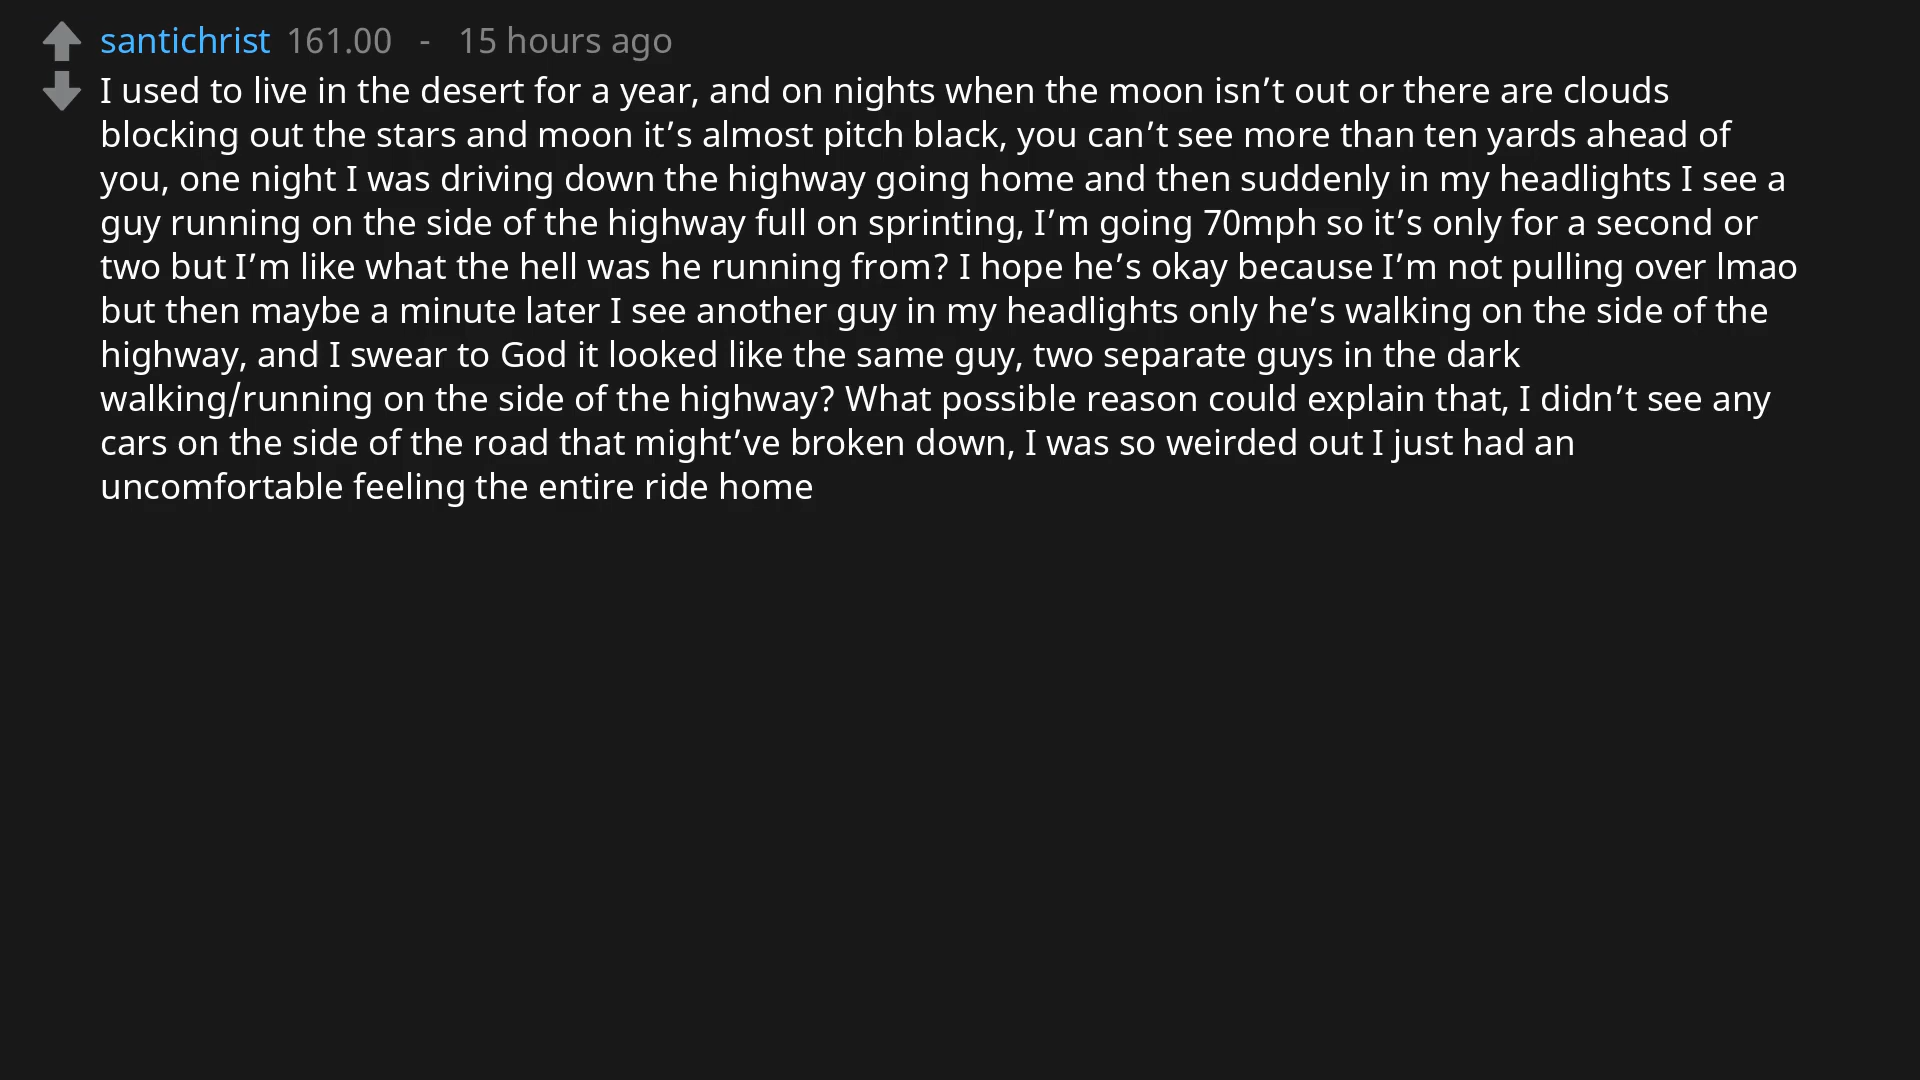 santichrist 161.00 - 15 hours ago
I used to live in the desert for a year, and on nights when the moon isn’t out or there are clouds
blocking out the stars and moon it’s almost pitch black, you can’t see more than ten yards ahead of
you, one night I was driving down the highway going home and then suddenly in my headlights I see a
guy running on the side of the highway full on sprinting, I’m going 70mph so it’s only for a second or
two but I’m like what the hell was he running from? I hope he’s okay because I’m not pulling over lmao
but then maybe a minute later I see another guy in my headlights only he’s walking on the side of the
highway, and I swear to God it looked like the same guy, two separate guys in the dark
walking/running on the side of the highway? What possible reason could explain that, I didn’t see any
cars on the side of the road that might’ve broken down, I was so weirded out I just had an
uncomfortable feeling the entire ride home